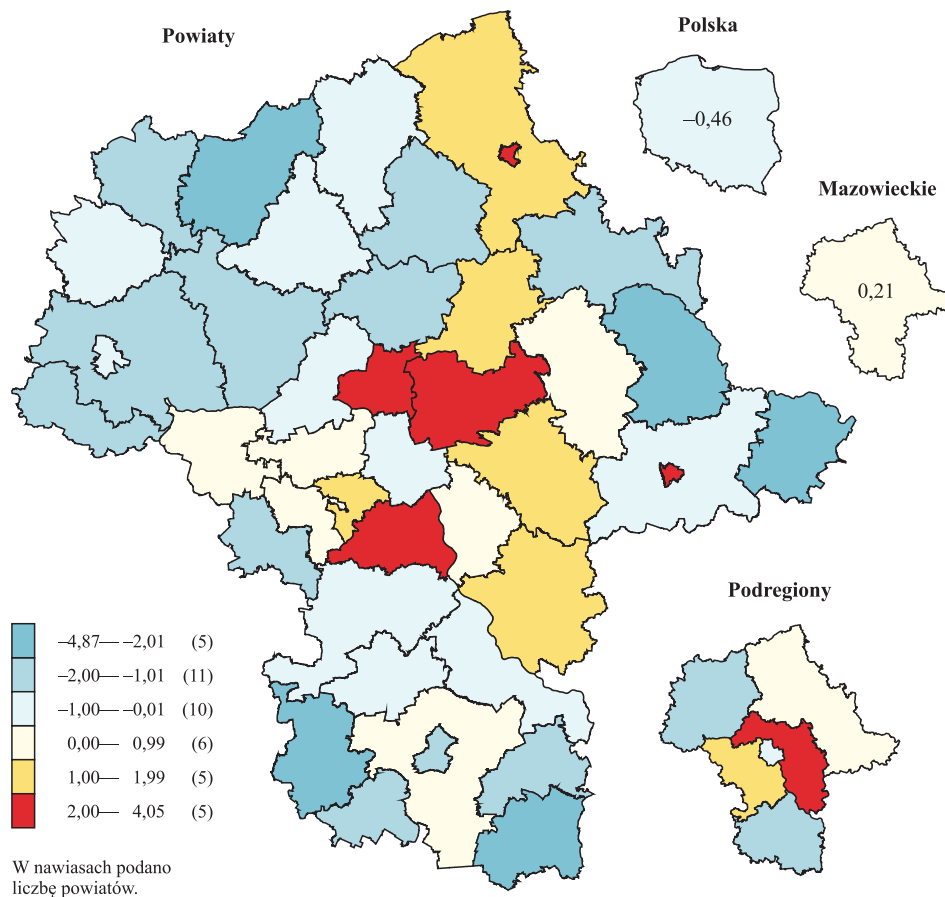 Powiaty
Polska
–0,46
Mazowieckie
0,21
Podregiony
–4,87— –2,01 (5)
–2,00— –1,01 (11)
–1,00— –0,01 (10)
0,00— 0,99 (6)
1,00— 1,99 (5)
2,00— 4,05 (5)
W nawiasach podano
liczbę powiatów.